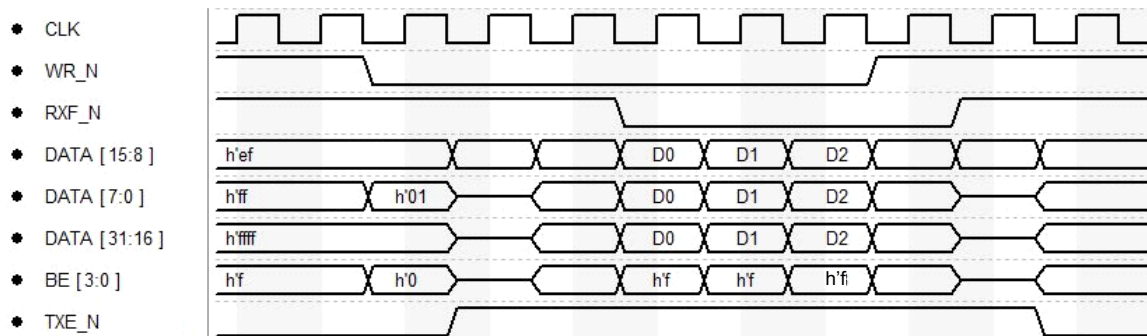 CLK
WR_N
RXF_N
DATA [15:8] h'ef D0 D1 D2
DATA [7:0] h'ff h'01 D0 D1 D2
DATA [31:16] h'ffff D0 D1 D2
BE [3:0] h'f h'0 h'f h'f h'f
TXE_N